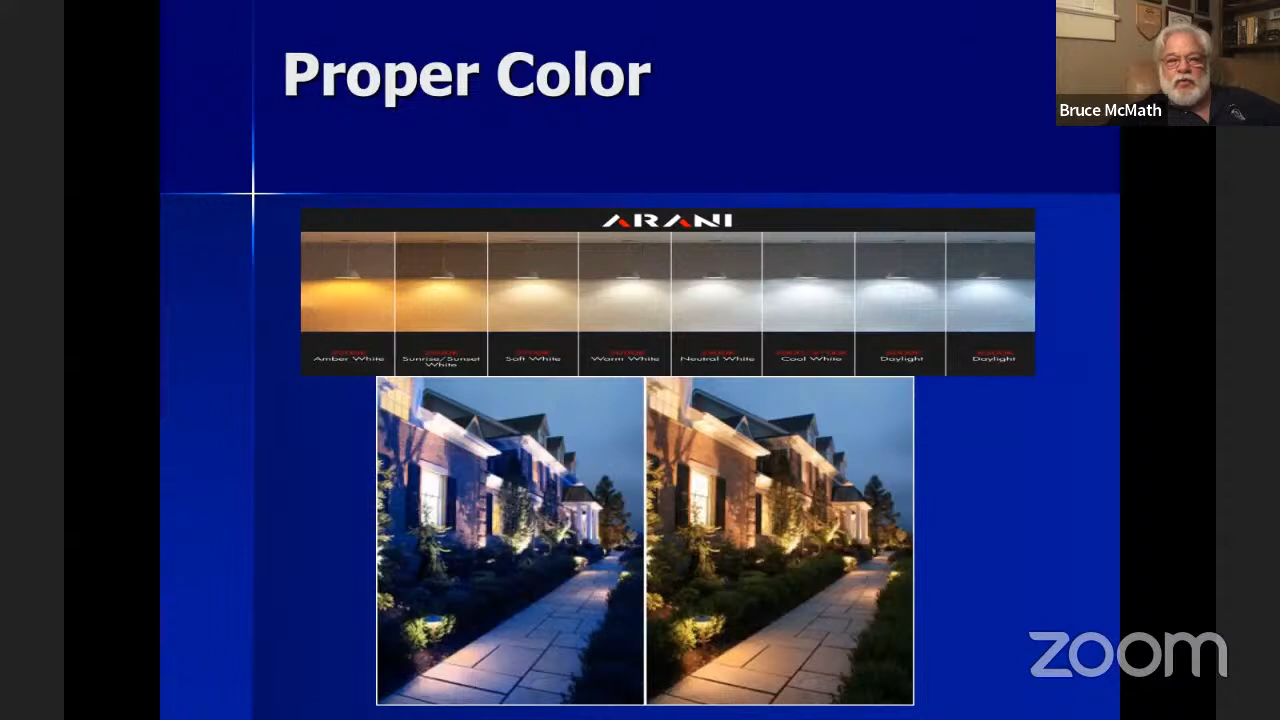 Proper Color
Bruce McMath
ARANI
Amber White
Sunrise/Sunset
White
Soft White
Warm White
Neutral White
Cool White
Daylight
Daylight
zoom